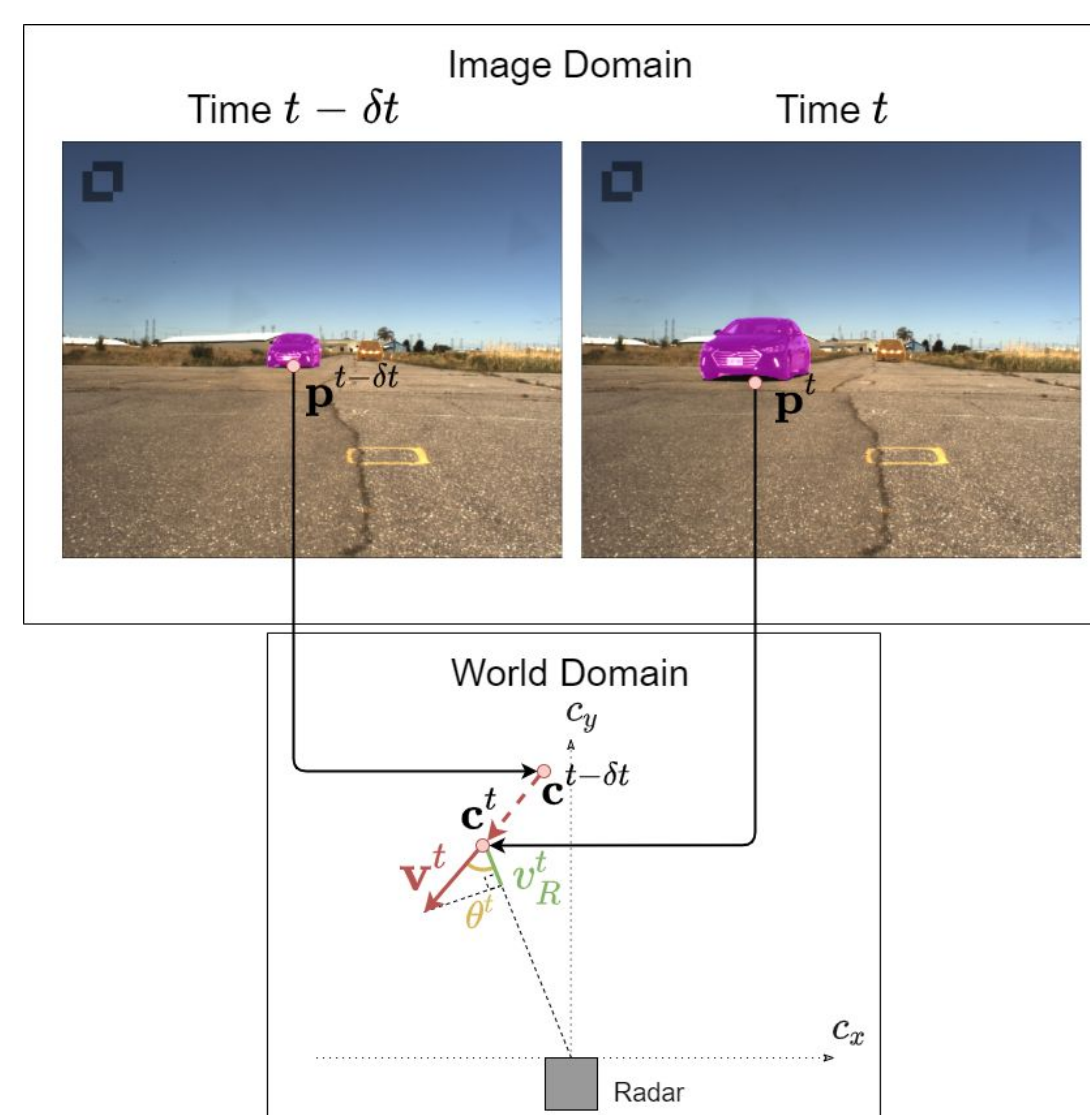 Image Domain
Time t − δt
Time t
p^{t−δt}
p^t
World Domain
c_y
c^{t−δt}
c^t
v^t
v_R^t
θ^t
c_x
Radar